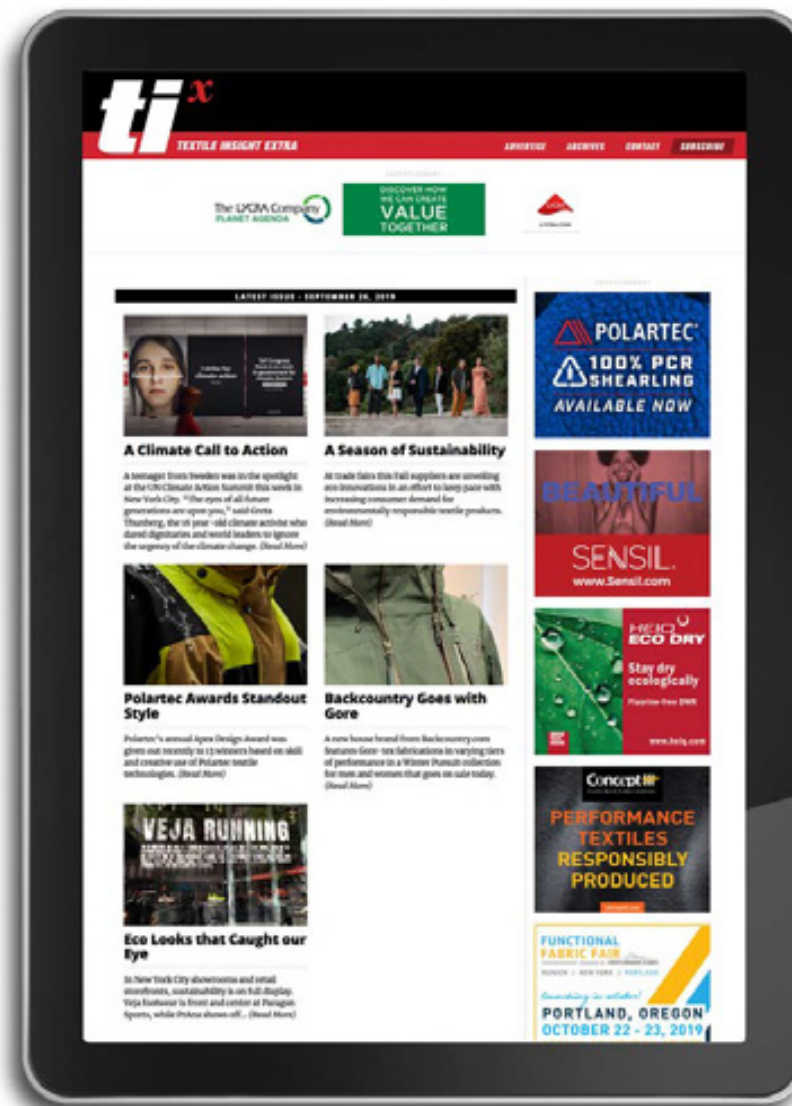 ti x
TEXTILE INSIGHT EXTRA
ADVERTISE ARCHIVES CONTACT SUBSCRIBE
ADVERTISEMENT
The LYCRA Company
PLANET AGENDA
DISCOVER HOW
WE CAN CREATE
VALUE
TOGETHER
LATEST ISSUE - SEPTEMBER 26, 2019
A Climate Call to Action
A teenager from Sweden was in the spotlight
at the UN Climate Action Summit this week in
New York City. "The eyes of all future
generations are upon you," said Greta
Thunberg, the 16 year-old climate activist who
dared dignitaries and world leaders to ignore
the urgency of the climate change. (Read More)
A Season of Sustainability
At trade fairs this Fall suppliers are unveiling
eco innovations in an effort to keep pace with
increasing consumer demand for
environmentally responsible textile products.
(Read More)
Polartec Awards Standout
Style
Polartec's annual Apex Design Award was
given out recently to 13 winners based on skill
and creative use of Polartec textile
technologies. (Read More)
Backcountry Goes with
Gore
A new house brand from Backcountry.com
features Gore-tex fabrications in varying tiers
of performance in a Winter Pursuit collection
for men and women that goes on sale today.
(Read More)
VEJA RUNNING
Eco Looks that Caught our
Eye
In New York City showrooms and retail
storefronts, sustainability is on full display.
Veja footwear is front and center at Paragon
Sports, while PrAna shows off... (Read More)
ADVERTISEMENT
POLARTEC
100% PCR
SHEARLING
AVAILABLE NOW
BEAUTIFUL
SENSIL.
www.Sensil.com
HEIQ
ECO DRY
Stay dry
ecologically
Fluorine-free DWR
www.heiq.com
Concept III
PERFORMANCE
TEXTILES
RESPONSIBLY
PRODUCED
FUNCTIONAL
FABRIC FAIR
MUNICH | NEW YORK | PORTLAND
Launching in october!
PORTLAND, OREGON
OCTOBER 22 - 23, 2019